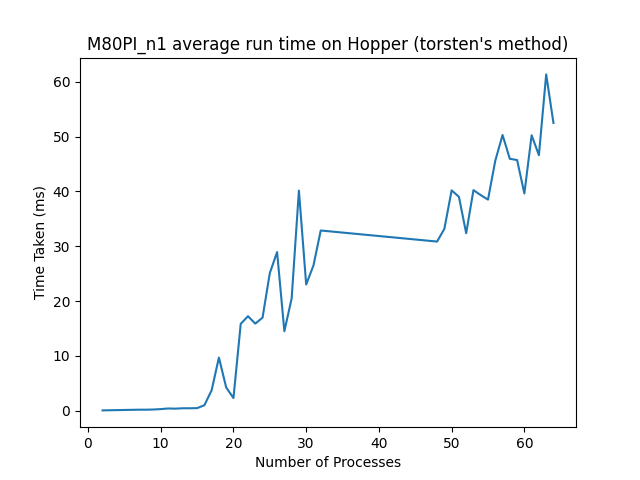 M80PI_n1 average run time on Hopper (torsten's method)
60
50
40
30
20
10
0
Time Taken (ms)
0 10 20 30 40 50 60
Number of Processes